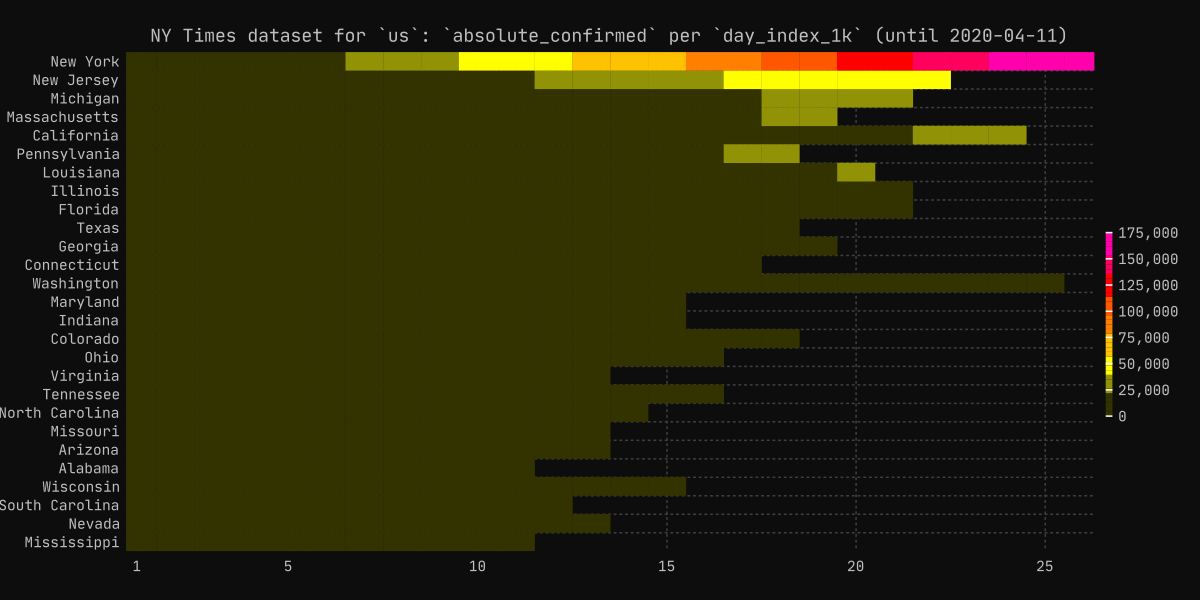 NY Times dataset for `us`: `absolute_confirmed` per `day_index_1k` (until 2020-04-11)
New York
New Jersey
Michigan
Massachusetts
California
Pennsylvania
Louisiana
Illinois
Florida
Texas
Georgia
Connecticut
Washington
Maryland
Indiana
Colorado
Ohio
Virginia
Tennessee
North Carolina
Missouri
Arizona
Alabama
Wisconsin
South Carolina
Nevada
Mississippi
1 5 10 15 20 25
175,000
150,000
125,000
100,000
75,000
50,000
25,000
0